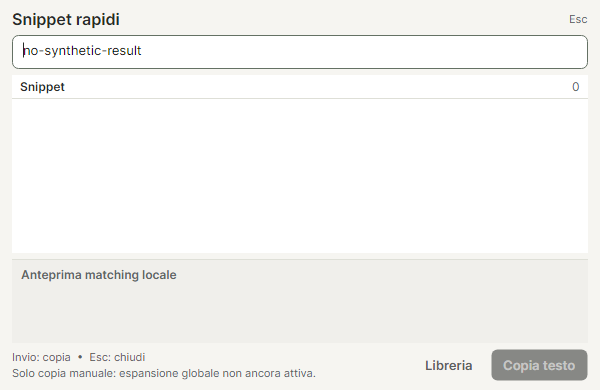 Snippet rapidi
Esc
no-synthetic-result
Snippet
0
Anteprima matching locale
Invio: copia • Esc: chiudi
Solo copia manuale: espansione globale non ancora attiva.
Libreria
Copia testo